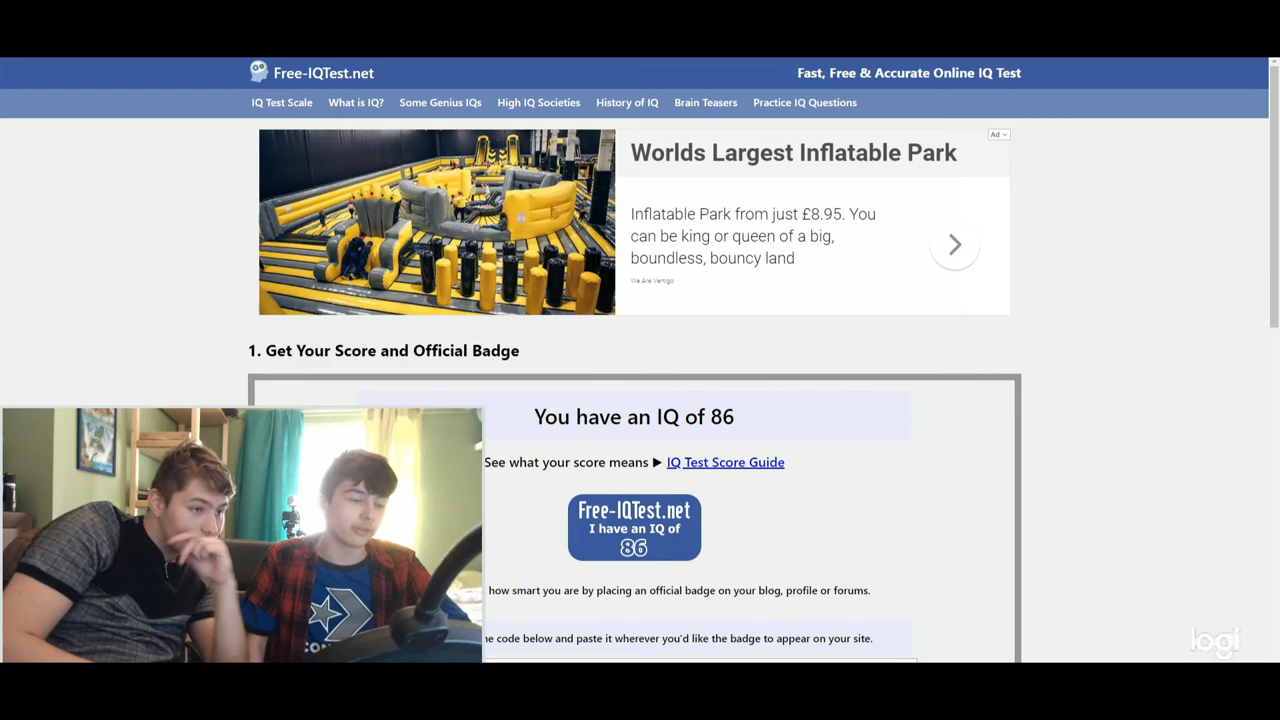 Free-IQTest.net
Fast, Free & Accurate Online IQ Test
IQ Test Scale
What is IQ?
Some Genius IQs
High IQ Societies
History of IQ
Brain Teasers
Practice IQ Questions
Ad
Worlds Largest Inflatable Park
Inflatable Park from just £8.95. You
can be king or queen of a big,
boundless, bouncy land
We Are Vertigo
1. Get Your Score and Official Badge
You have an IQ of 86
See what your score means ► IQ Test Score Guide
Free-IQTest.net
I have an IQ of
86
how smart you are by placing an official badge on your blog, profile or forums.
code below and paste it wherever you'd like the badge to appear on your site.
logi